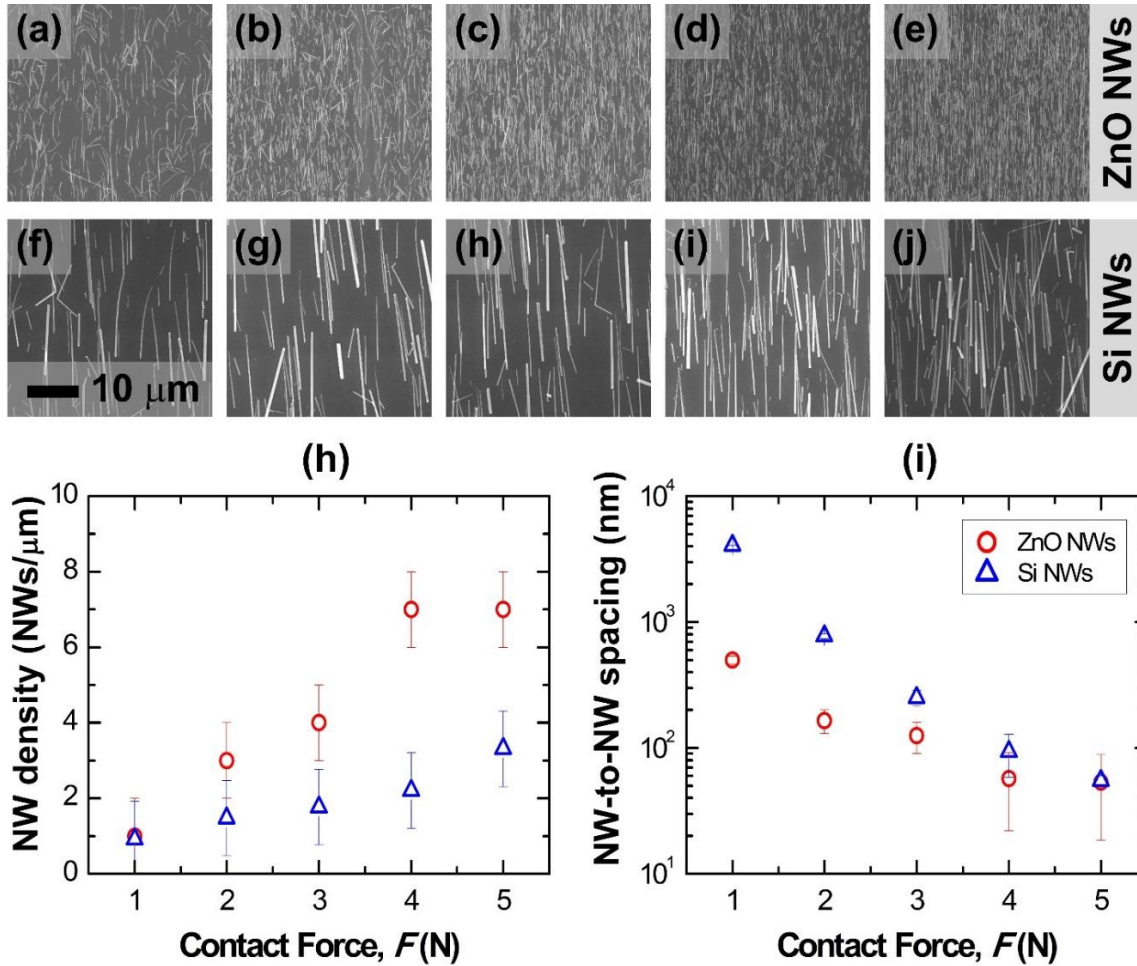 (a) (b) (c) (d) (e) ZnO NWs
(f) (g) (h) (i) (j) Si NWs
10 μm
(h)
NW density (NWs/μm)
10
8
6
4
2
0
1 2 3 4 5
Contact Force, F(N)
(i)
NW-to-NW spacing (nm)
10⁴
10³
10²
10¹
ZnO NWs
Si NWs
1 2 3 4 5
Contact Force, F(N)